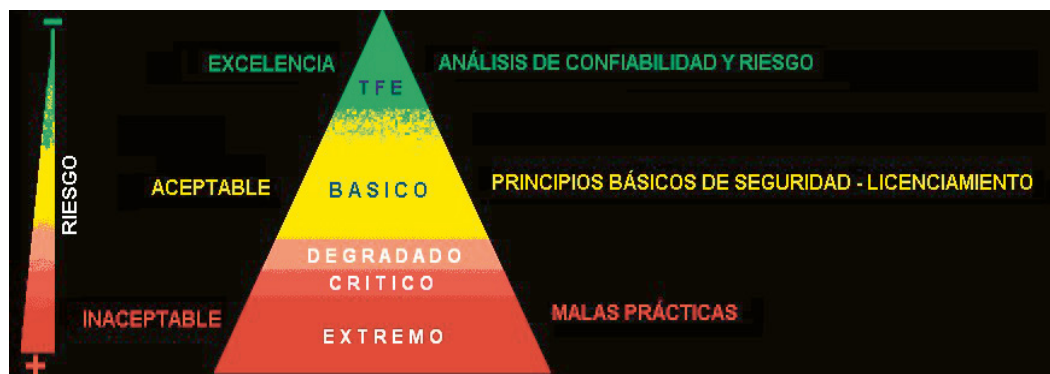 RIESGO
EXCELENCIA
TFE
ANÁLISIS DE CONFIABILIDAD Y RIESGO
ACEPTABLE
BASICO
PRINCIPIOS BÁSICOS DE SEGURIDAD - LICENCIAMIENTO
DEGRADADO
CRITICO
INACEPTABLE
EXTREMO
MALAS PRÁCTICAS
+